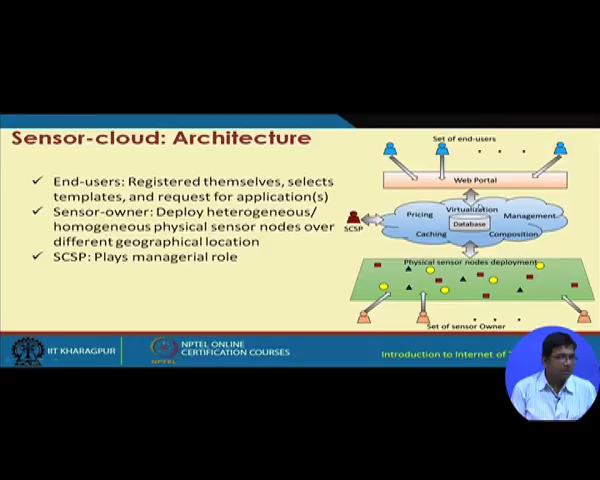 Sensor-cloud: Architecture
✓ End-users: Registered themselves, selects
templates, and request for application(s)
✓ Sensor-owner: Deploy heterogeneous/
homogeneous physical sensor nodes over
different geographical location
✓ SCSP: Plays managerial role
Set of end-users
Web Portal
Pricing
Virtualization
Management
Database
SCSP
Caching
Composition
Physical sensor nodes deployment
Set of sensor Owner
IIT KHARAGPUR
NPTEL
NPTEL ONLINE
CERTIFICATION COURSES
Introduction to Internet of